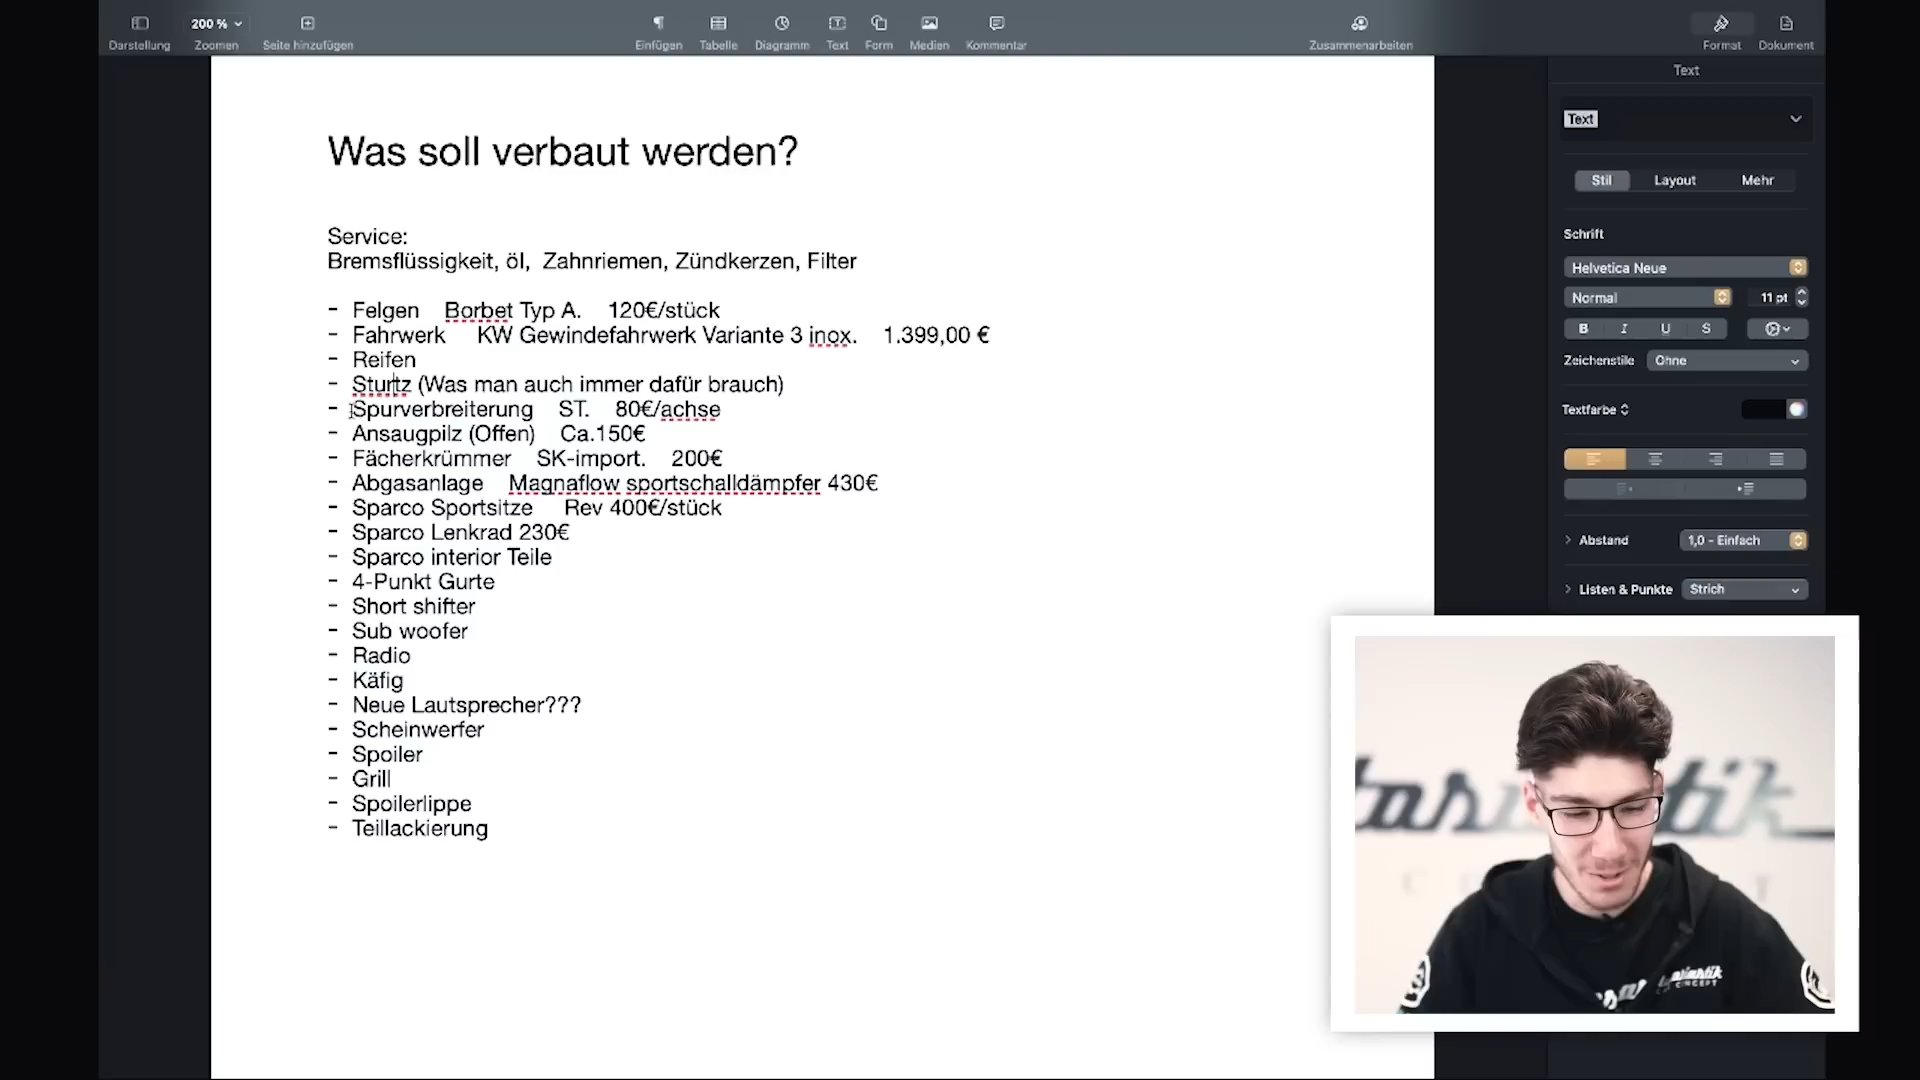 200 %
Darstellung
Zoomen
Seite hinzufügen
Einfügen
Tabelle
Diagramm
Text
Form
Medien
Kommentar
Zusammenarbeiten
Format
Dokument
Was soll verbaut werden?
Service:
Bremsflüssigkeit, öl, Zahnriemen, Zündkerzen, Filter
- Felgen Borbet Typ A. 120€/stück
- Fahrwerk KW Gewindefahrwerk Variante 3 inox. 1.399,00 €
- Reifen
- Sturtz (Was man auch immer dafür brauch)
- Spurverbreiterung ST. 80€/achse
- Ansaugpilz (Offen) Ca.150€
- Fächerkrümmer SK-import. 200€
- Abgasanlage Magnaflow sportschalldämpfer 430€
- Sparco Sportsitze Rev 400€/stück
- Sparco Lenkrad 230€
- Sparco interior Teile
- 4-Punkt Gurte
- Short shifter
- Sub woofer
- Radio
- Käfig
- Neue Lautsprecher???
- Scheinwerfer
- Spoiler
- Grill
- Spoilerlippe
- Teillackierung
Text
Text
Stil Layout Mehr
Schrift
Helvetica Neue
Normal 11 pt
B I U S
Zeichenstile Ohne
Textfarbe
Abstand 1,0 - Einfach
Listen & Punkte Strich